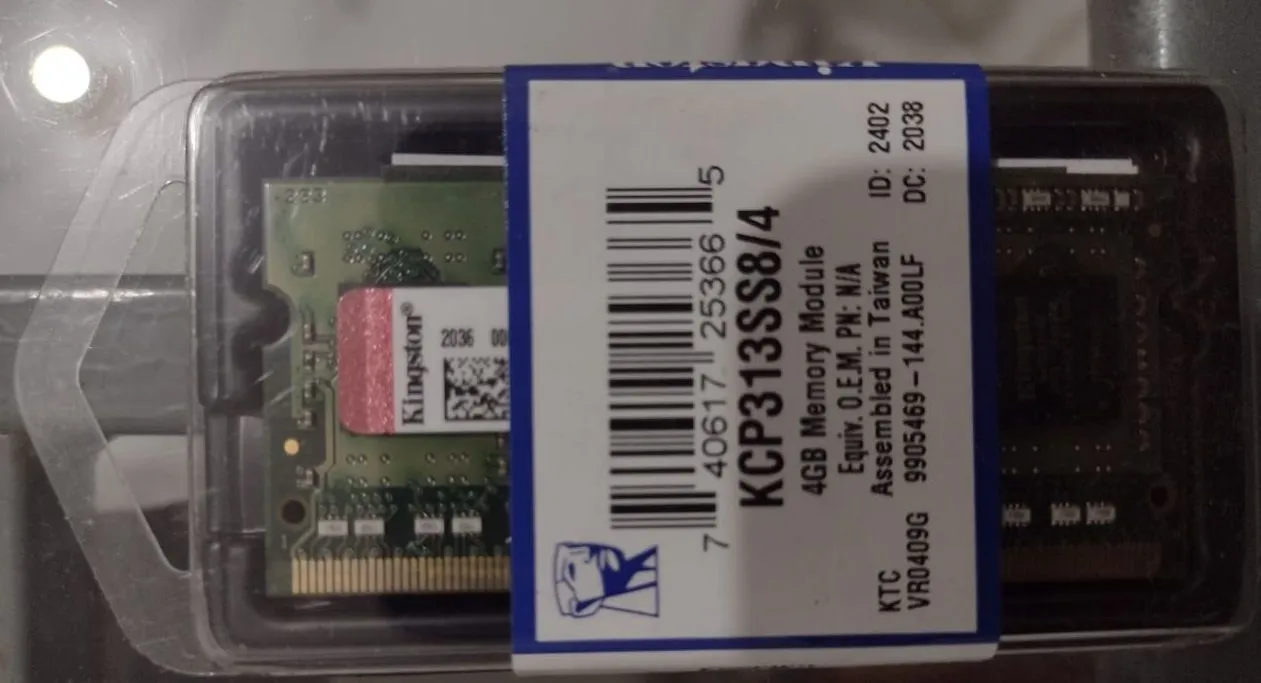 Kingston
2036
7 40617 25366 5
KCP313SS8/4
4GB Memory Module
Equiv. O.E.M. PN: N/A
Assembled in Taiwan
KTC ID: 2402
VR0409G 9905469-144.A00LF DC: 2038
Kingston®